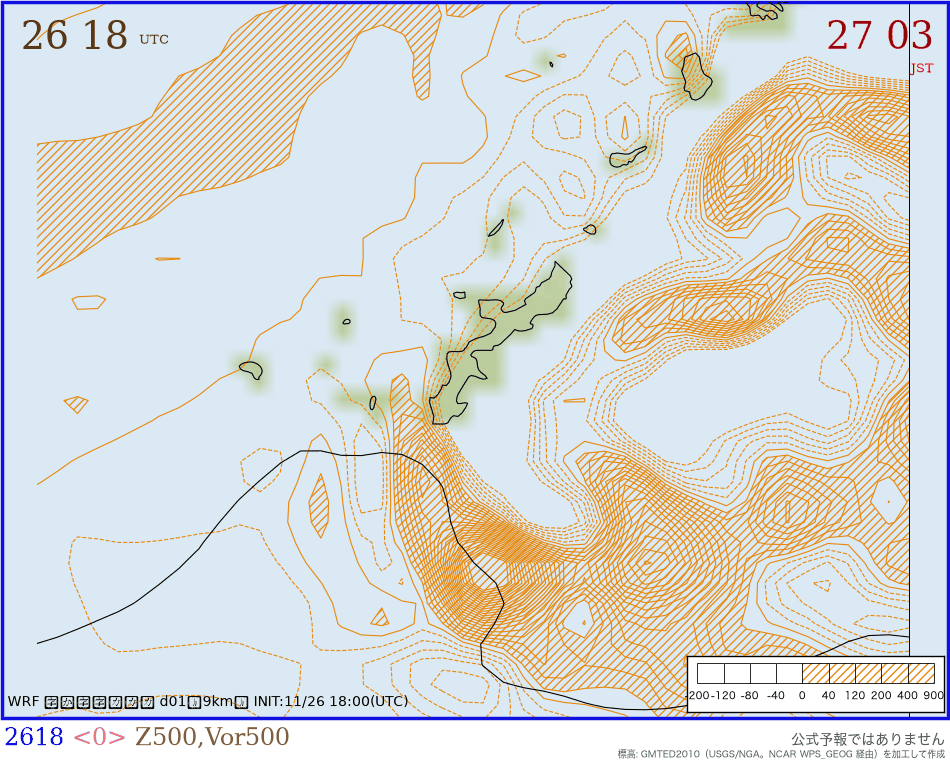 26 18 UTC
27 03
JST
-200 -120 -80 -40 0 40 120 200 400 900
WRF d01 9km INIT:11/26 18:00(UTC)
2618 <0> Z500,Vor500
公式予報ではありません
標高: GMTED2010（USGS/NGA。NCAR WPS_GEOG 経由）を加工して作成